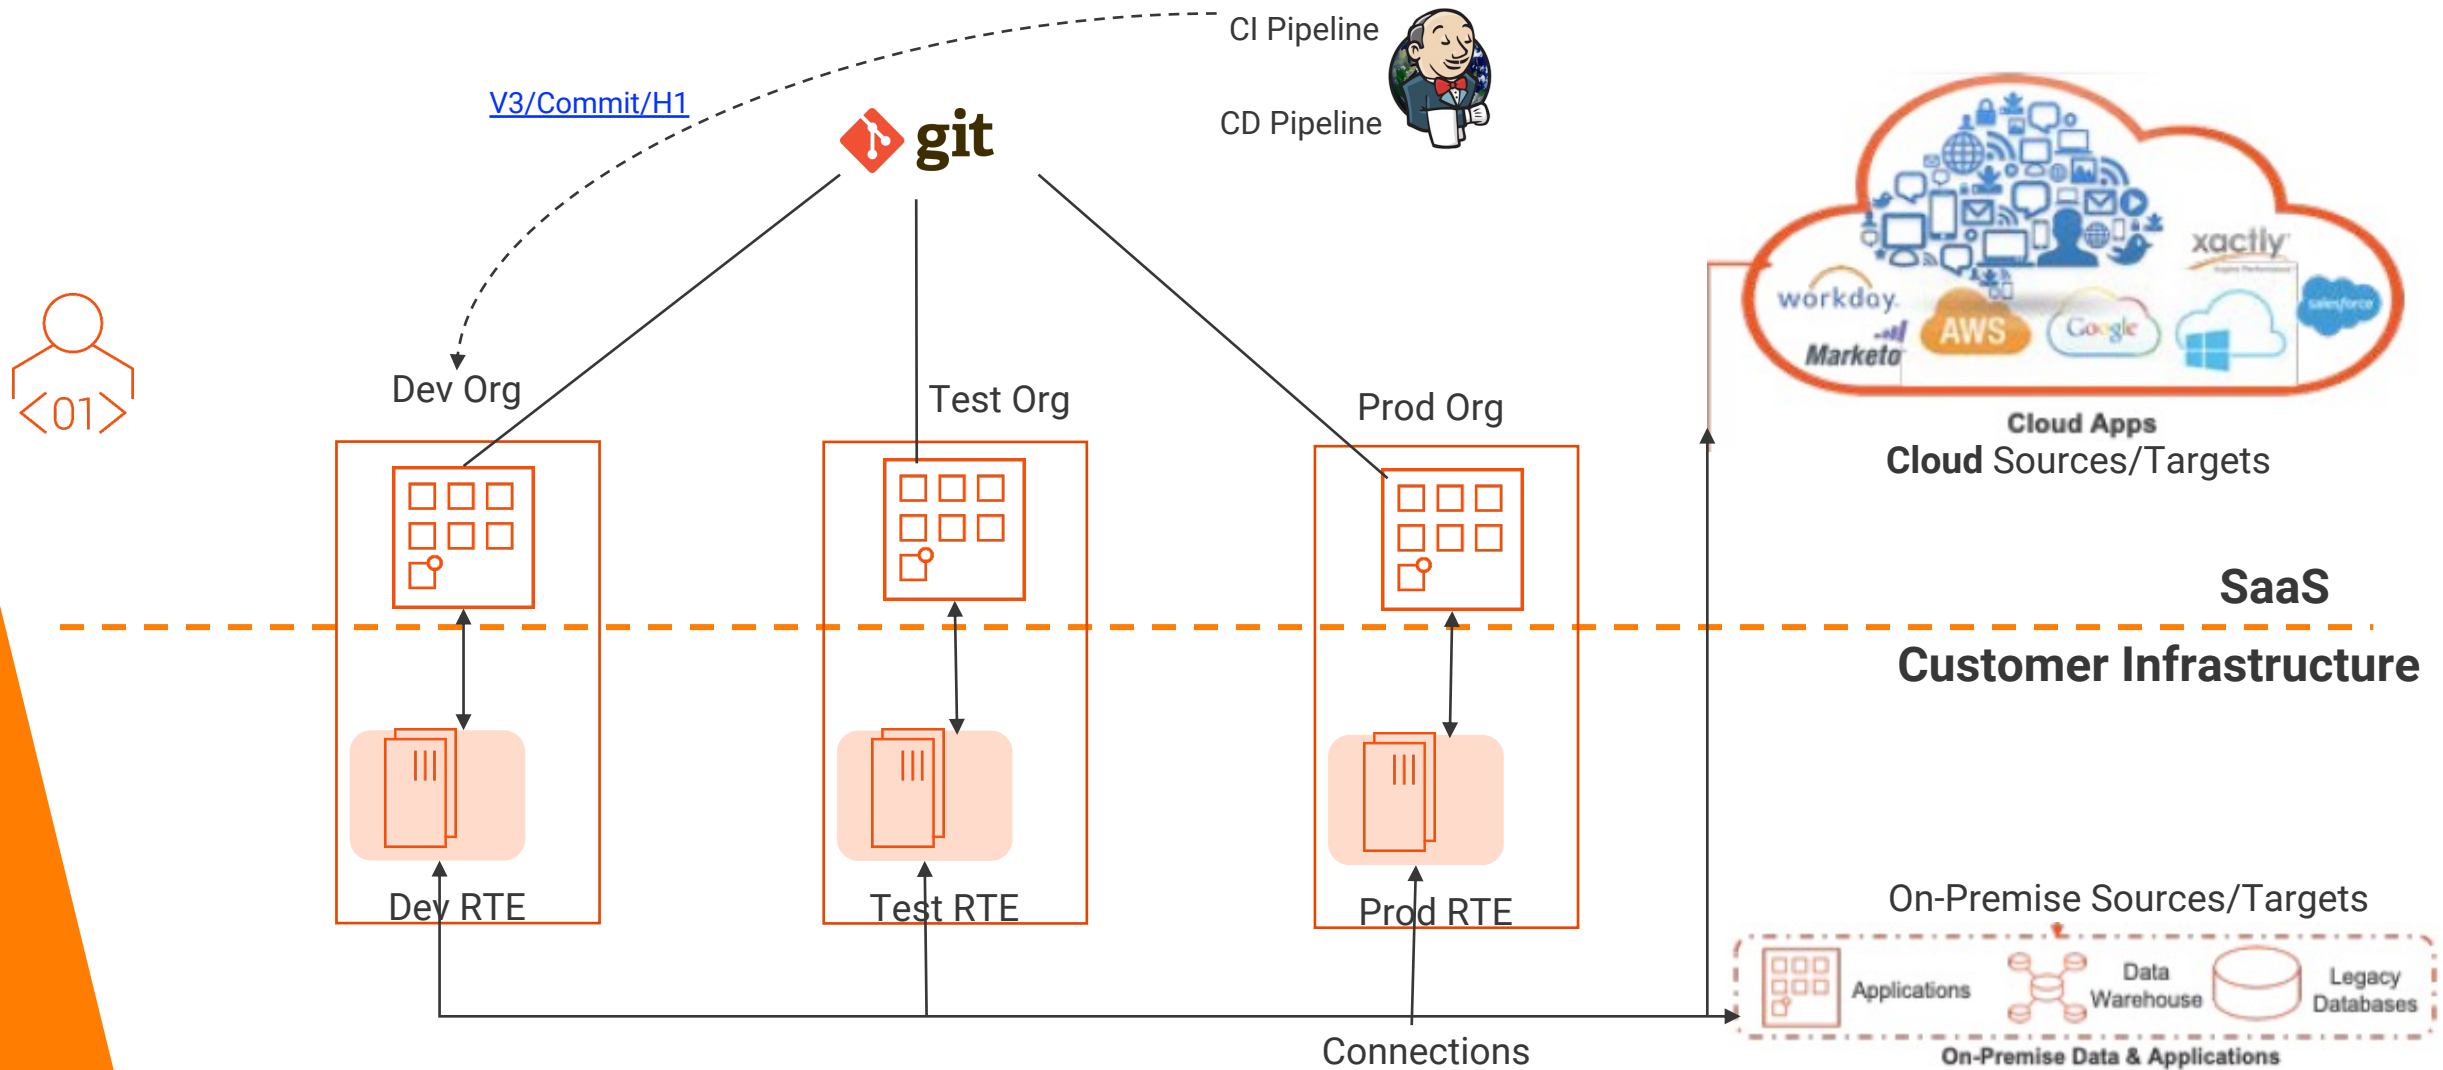 CI Pipeline
V3/Commit/H1
git
CD Pipeline
xactly
workday.
Marketo
AWS
Google
salesforce
<01>
Dev Org
Test Org
Prod Org
Cloud Apps
Cloud Sources/Targets
SaaS
Customer Infrastructure
Dev RTE
Test RTE
Prod RTE
On-Premise Sources/Targets
Applications
Data
Warehouse
Legacy
Databases
Connections
On-Premise Data & Applications